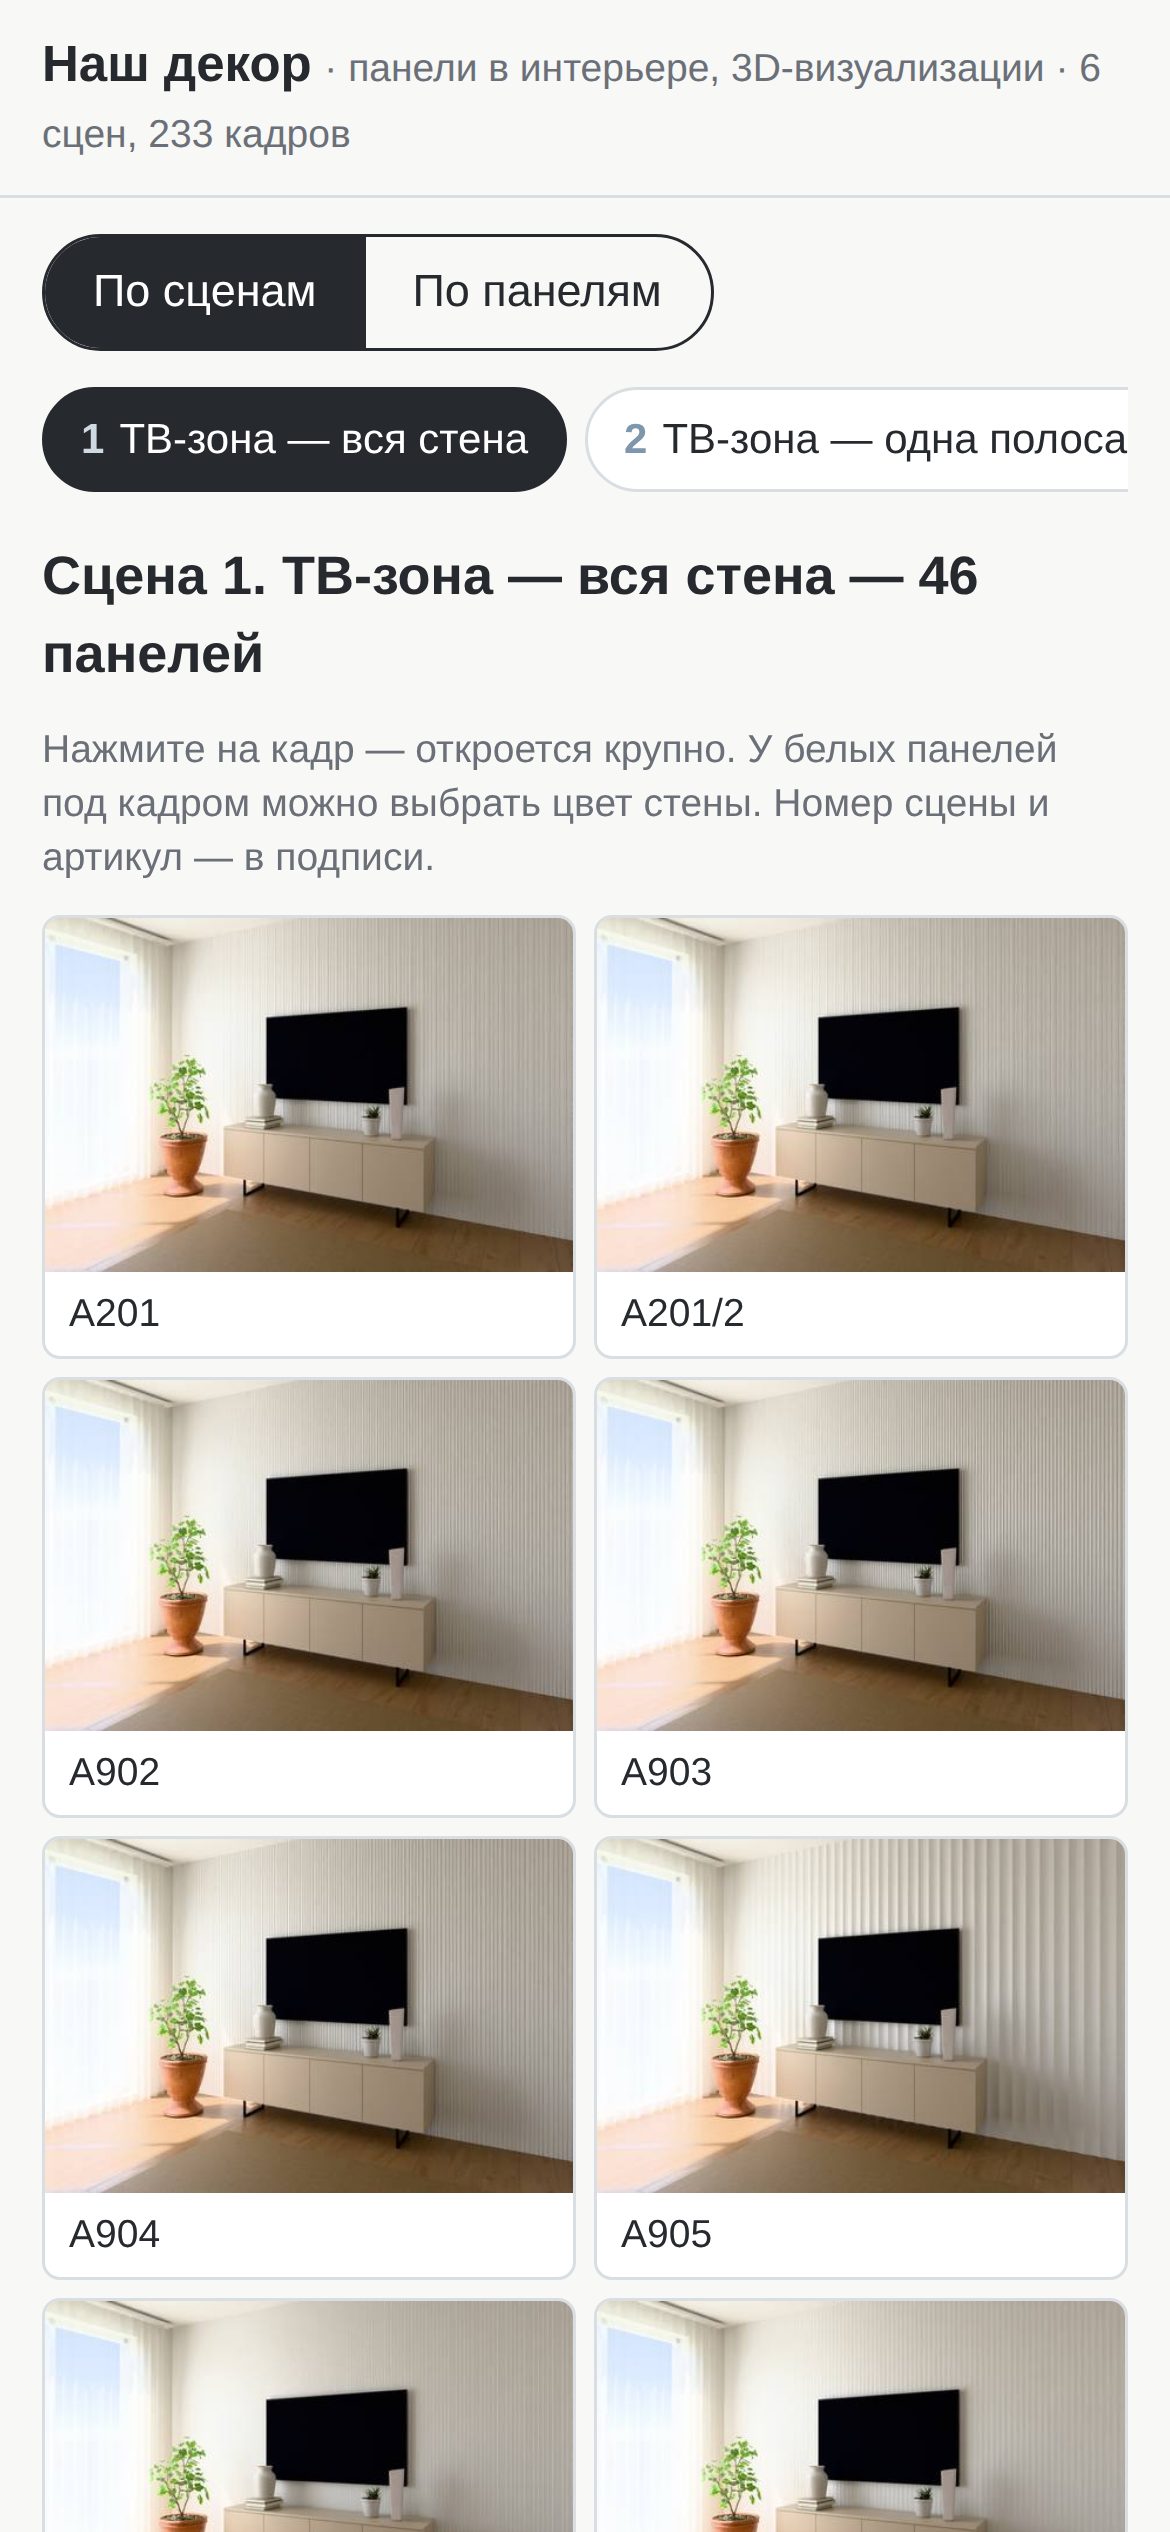 Наш декор · панели в интерьере, 3D-визуализации · 6
сцен, 233 кадров
По сценам По панелям
1 ТВ-зона — вся стена 2 ТВ-зона — одна полоса
Сцена 1. ТВ-зона — вся стена — 46
панелей
Нажмите на кадр — откроется крупно. У белых панелей
под кадром можно выбрать цвет стены. Номер сцены и
артикул — в подписи.
A201 A201/2
A902 A903
A904 A905